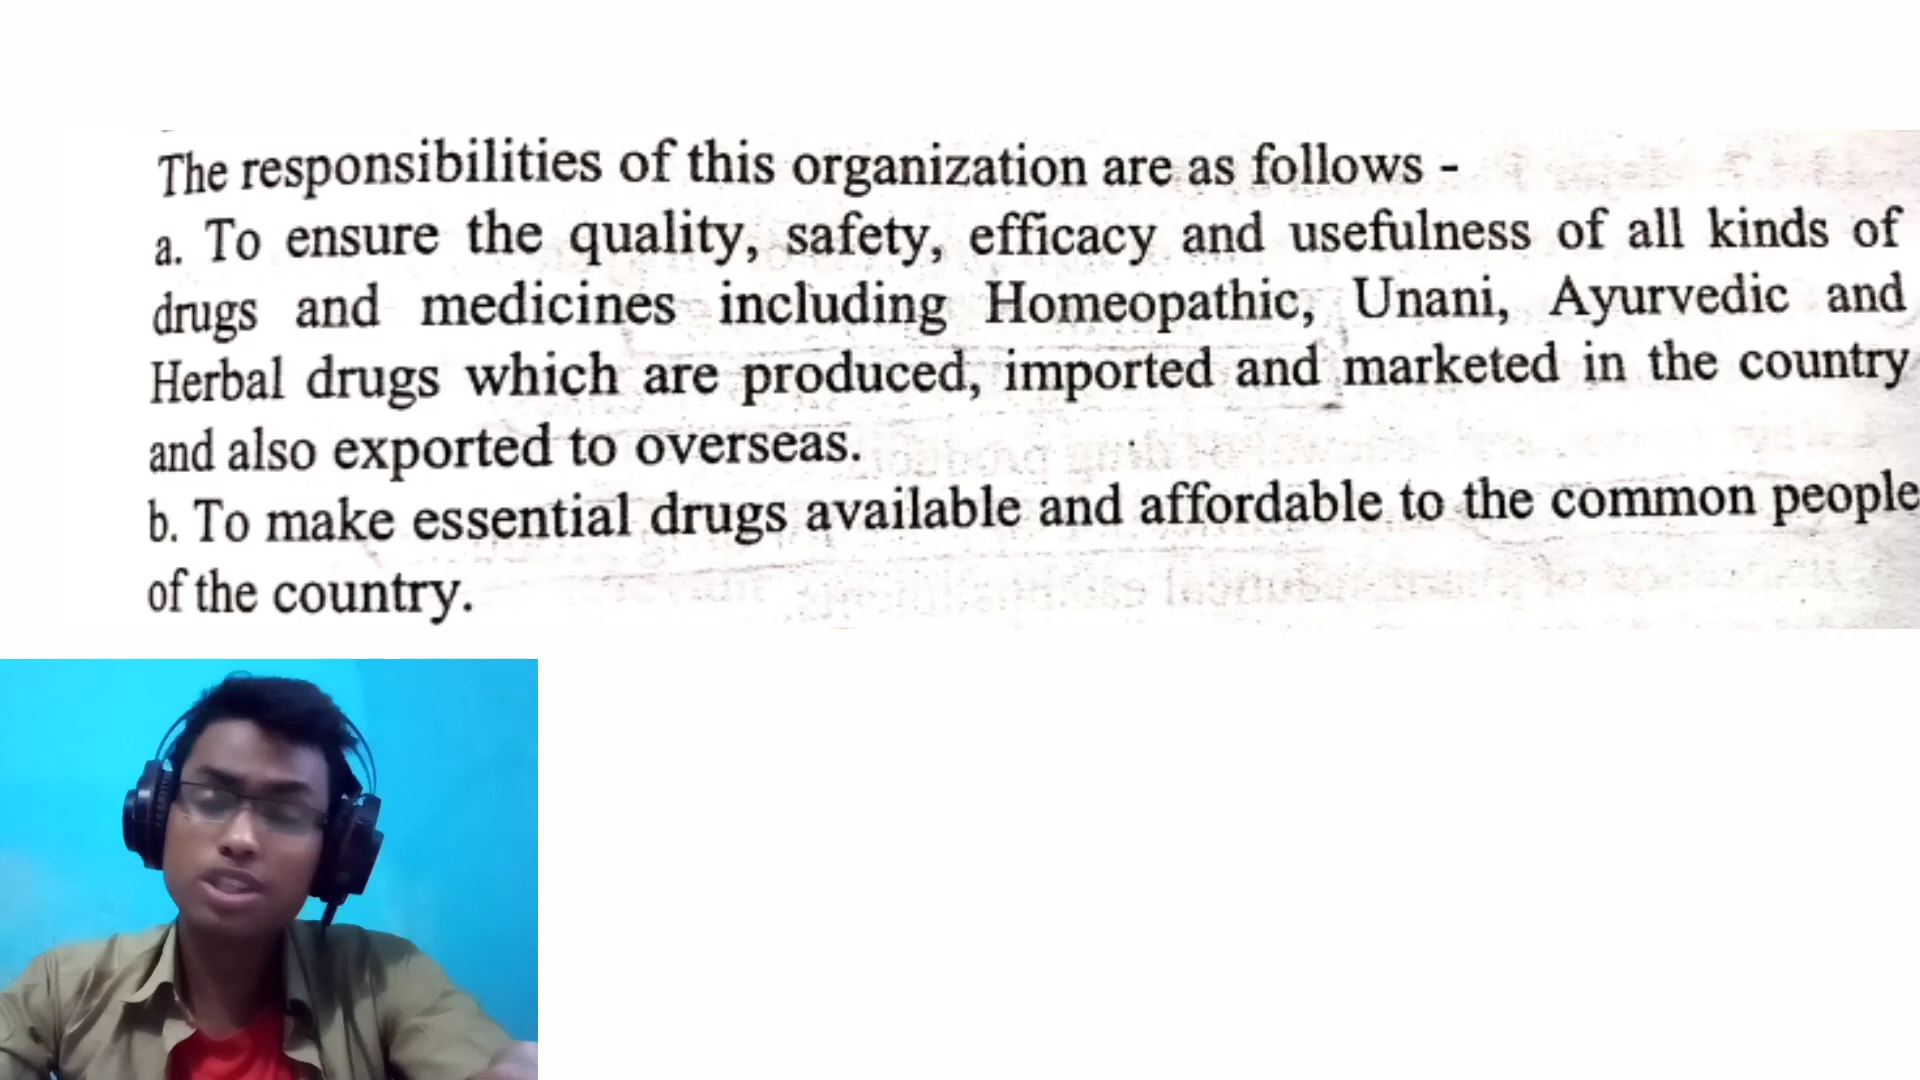 The responsibilities of this organization are as follows -
a. To ensure the quality, safety, efficacy and usefulness of all kinds of
drugs and medicines including Homeopathic, Unani, Ayurvedic and
Herbal drugs which are produced, imported and marketed in the country
and also exported to overseas.
b. To make essential drugs available and affordable to the common people
of the country.